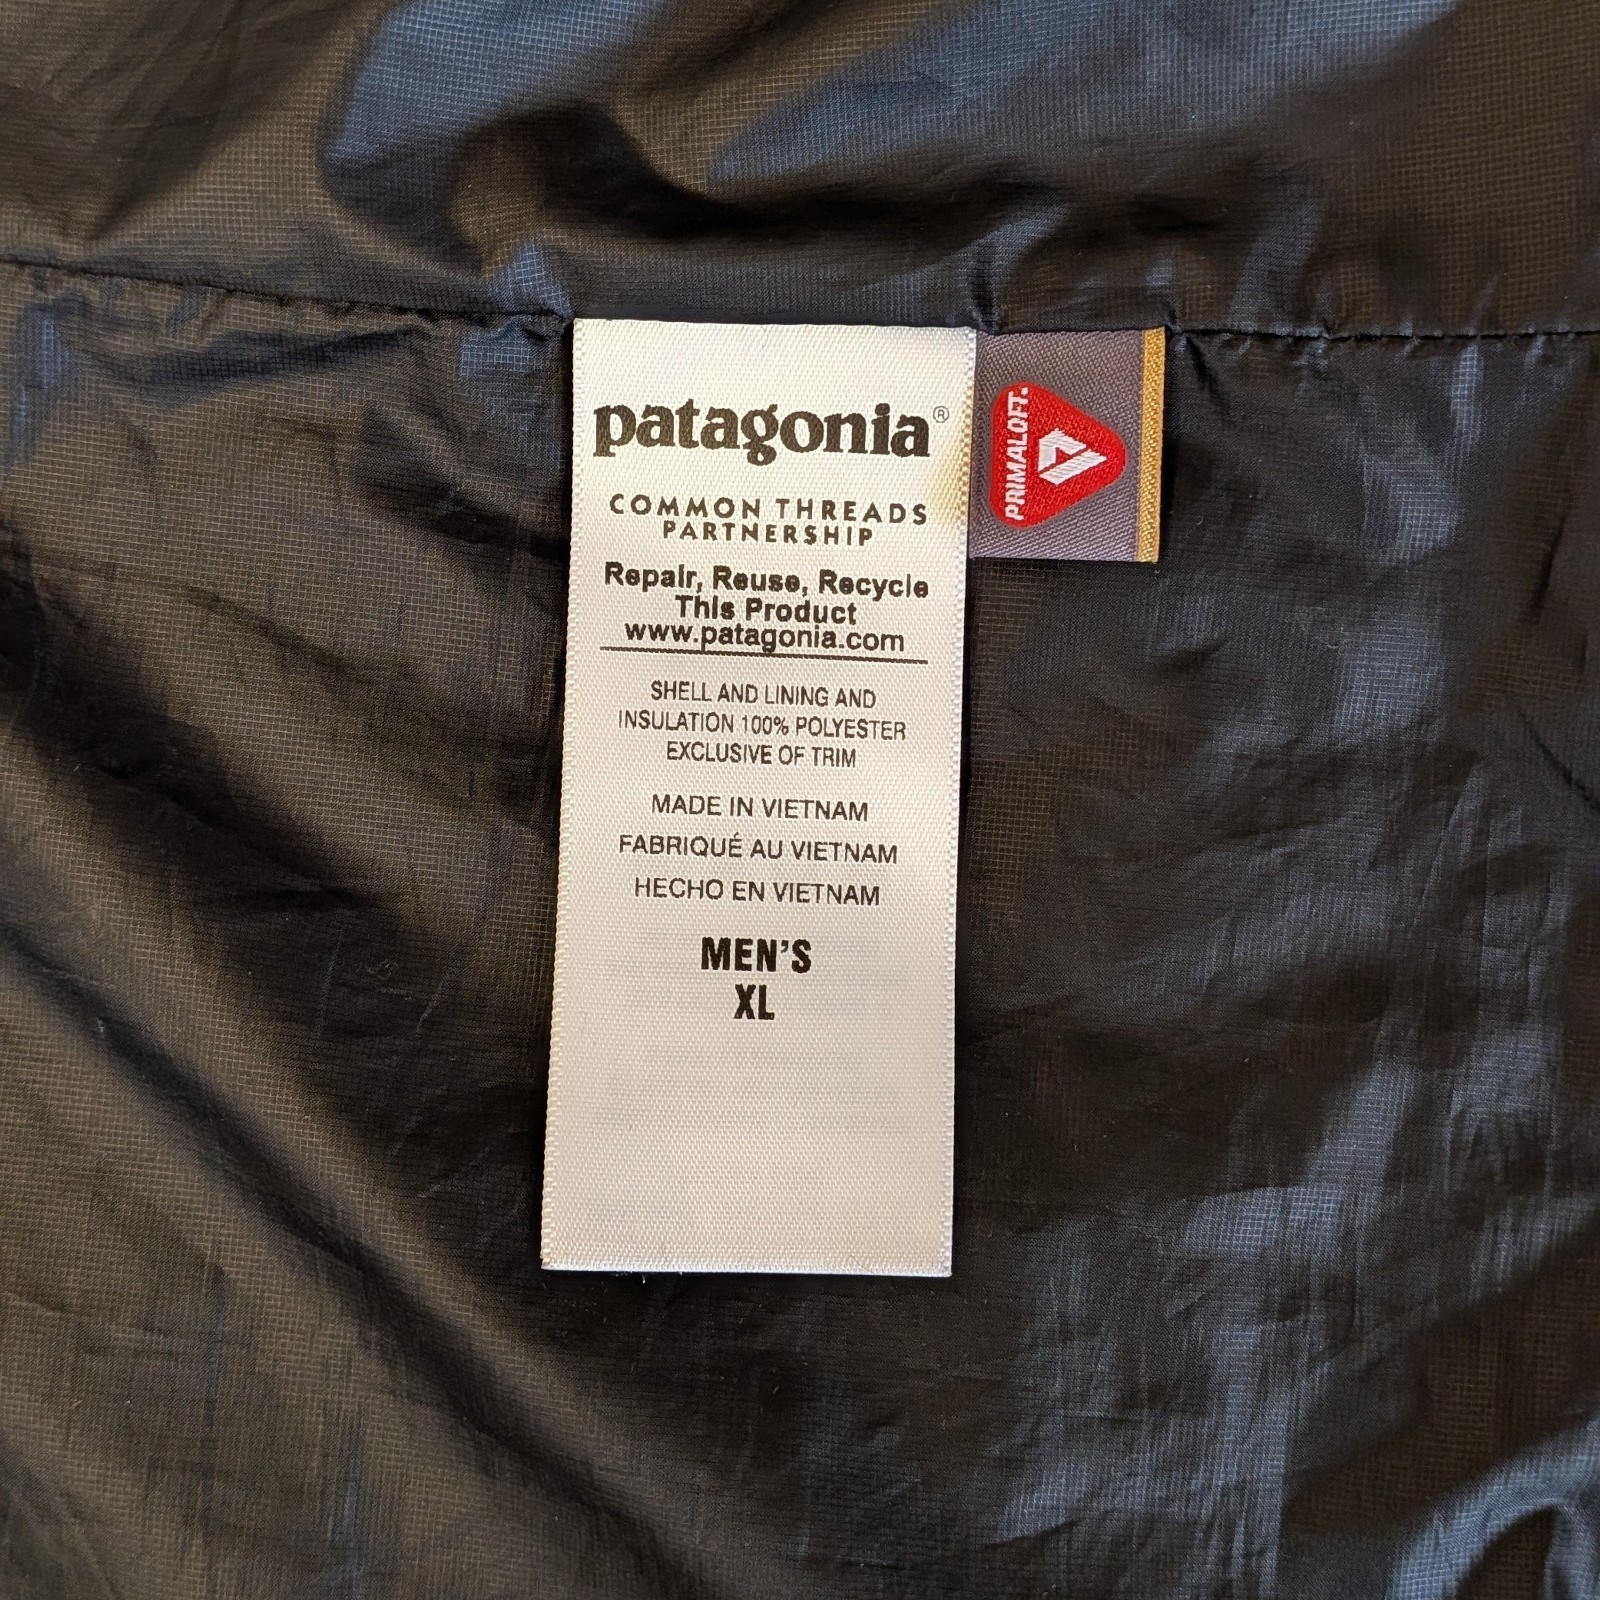 patagonia®
COMMON THREADS
PARTNERSHIP
Repair, Reuse, Recycle
This Product
www.patagonia.com
SHELL AND LINING AND
INSULATION 100% POLYESTER
EXCLUSIVE OF TRIM
MADE IN VIETNAM
FABRIQUÉ AU VIETNAM
HECHO EN VIETNAM
MEN'S
XL
PRIMALOFT